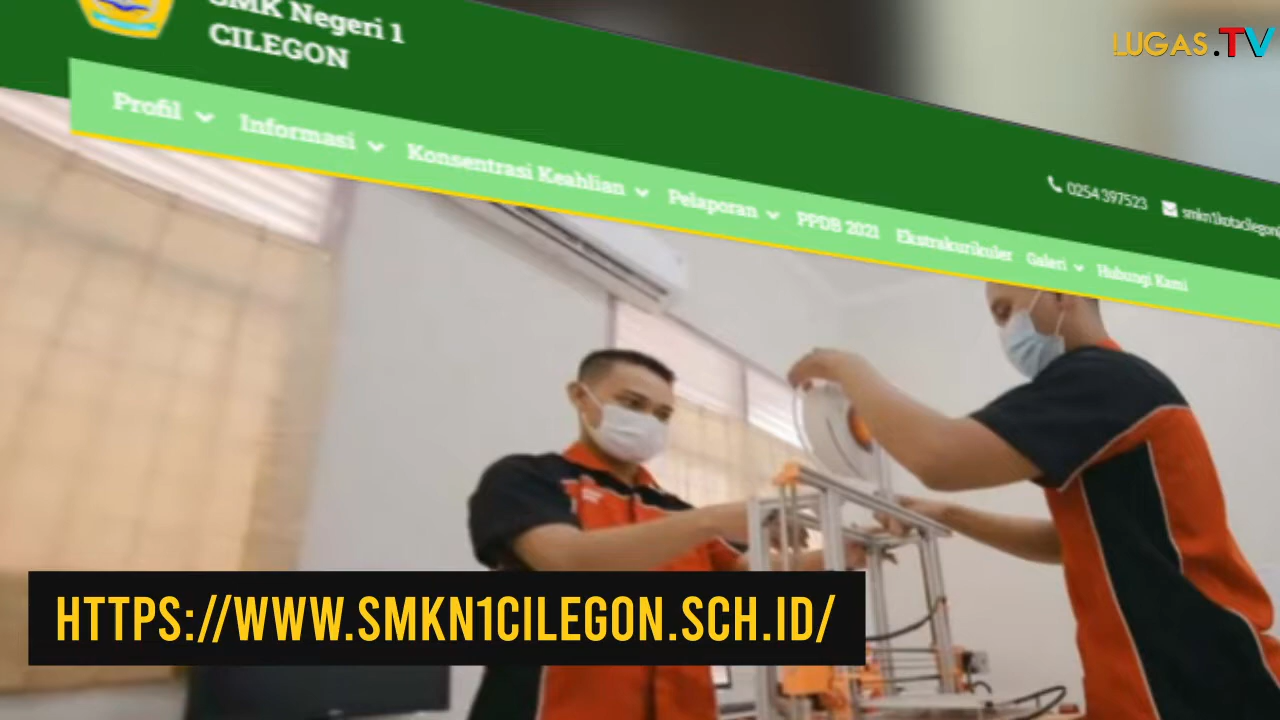 SMK Negeri 1
CILEGON
LUGAS.TV
Profil
Informasi
Konsentrasi Keahlian
Pelaporan
PPDB 2021
Ekstrakurikuler
Galeri
Hubungi Kami
0254 397523
HTTPS://WWW.SMKN1CILEGON.SCH.ID/